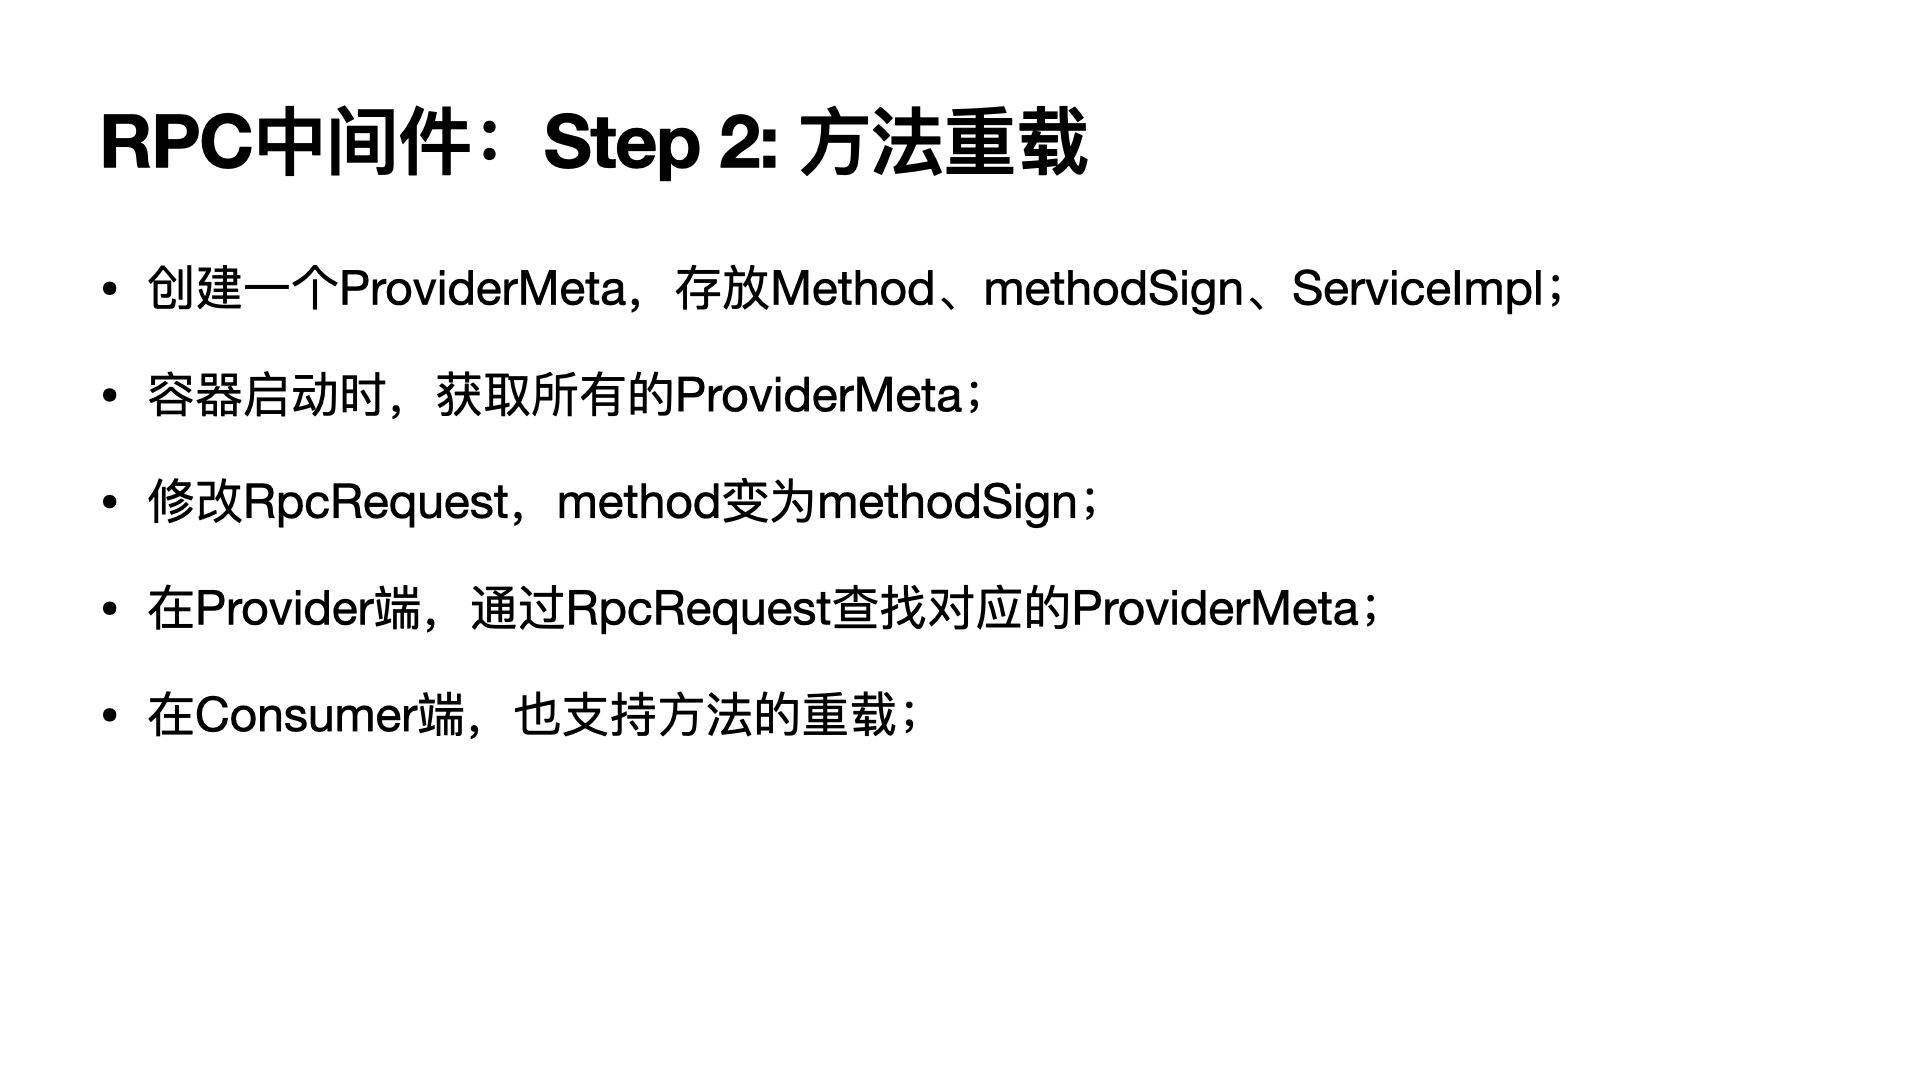 RPC中间件：Step 2: 方法重载
• 创建一个ProviderMeta，存放Method、methodSign、ServiceImpl；
• 容器启动时，获取所有的ProviderMeta；
• 修改RpcRequest，method变为methodSign；
• 在Provider端，通过RpcRequest查找对应的ProviderMeta；
• 在Consumer端，也支持方法的重载；